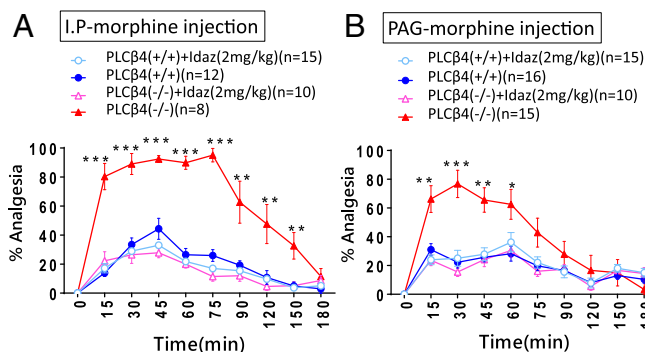 A
I.P-morphine injection
PLCβ4(+/+)+Idaz(2mg/kg)(n=15)
PLCβ4(+/+)(n=12)
PLCβ4(-/-)+Idaz(2mg/kg)(n=10)
PLCβ4(-/-)(n=8)
% Analgesia
100
80
60
40
20
0
*** *** *** *** *** ** ** **
0 15 30 45 60 75 90 120 150 180
Time(min)
B
PAG-morphine injection
PLCβ4(+/+)+Idaz(2mg/kg)(n=15)
PLCβ4(+/+)(n=16)
PLCβ4(-/-)+Idaz(2mg/kg)(n=10)
PLCβ4(-/-)(n=15)
% Analgesia
100
80
60
40
20
0
** *** ** *
0 15 30 45 60 75 90 120 150 180
Time(min)